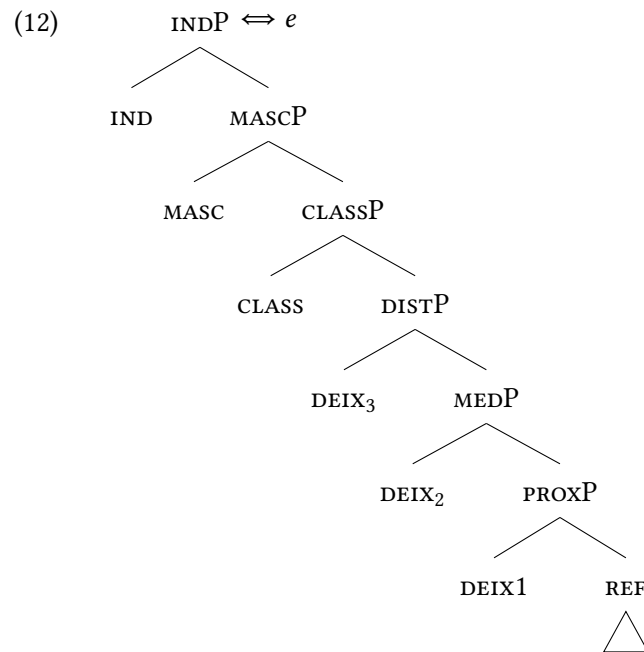 (12) INDP ⇔ e
IND MASCP
MASC CLASSP
CLASS DISTP
DEIX₃ MEDP
DEIX₂ PROXP
DEIX1 REF